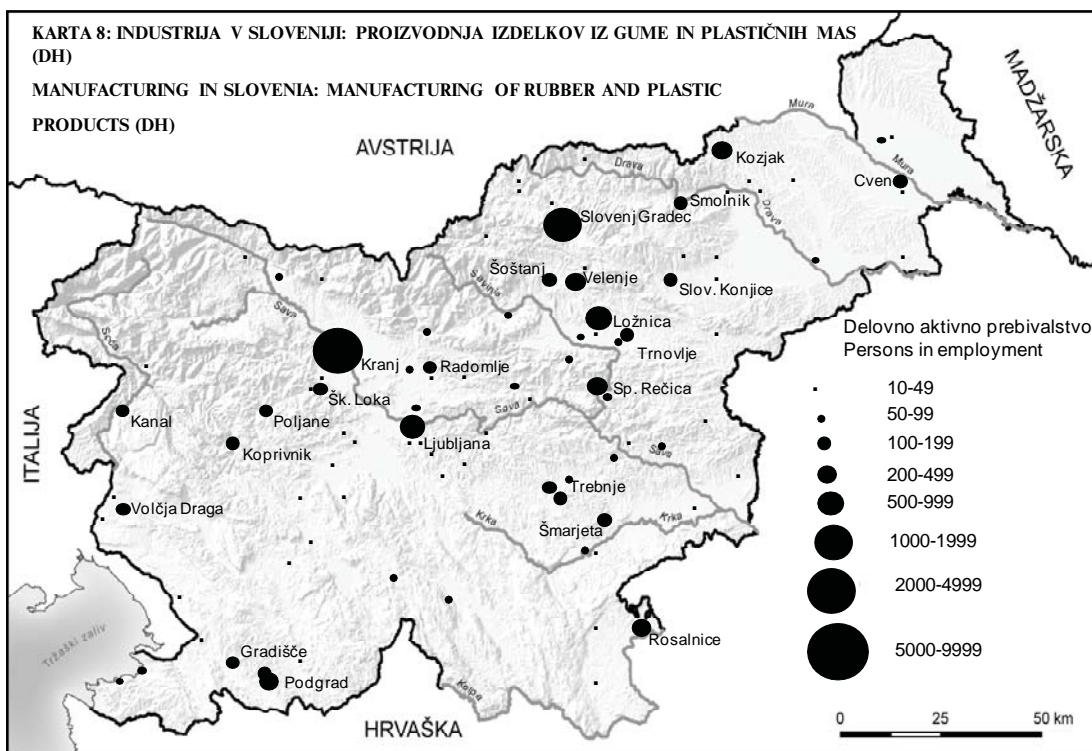 KARTA 8: INDUSTRIJA V SLOVENIJI: PROIZVODNJA IZDELKOV IZ GUME IN PLASTIČNIH MAS
(DH)
MANUFACTURING IN SLOVENIA: MANUFACTURING OF RUBBER AND PLASTIC
PRODUCTS (DH)
AVSTRIJA
MADŽARSKA
ITALIJA
HRVAŠKA
Mura
Mura
Drava
Drava
Kozjak
Cven
Smolnik
Slovenj Gradec
Šoštanj
Velenje
Slov. Konjice
Savinja
Ložnica
Trnovlje
Sava
Soča
Kranj
Radomlje
Šk. Loka
Sp. Rečica
Kanal
Poljane
Sava
Ljubljana
Koprivnik
Sava
Trebnje
Volčja Draga
Krka
Krka
Šmarjeta
Rosalnice
Tržaški zaliv
Gradišče
Podgrad
Kolpa
Delovno aktivno prebivalstvo
Persons in employment
10-49
50-99
100-199
200-499
500-999
1000-1999
2000-4999
5000-9999
0 25 50 km